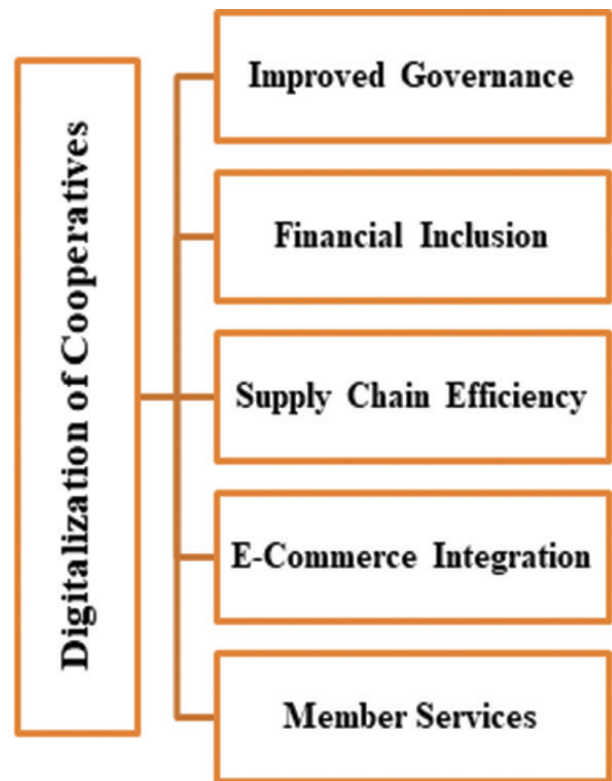 Digitalization of Cooperatives
Improved Governance
Financial Inclusion
Supply Chain Efficiency
E-Commerce Integration
Member Services